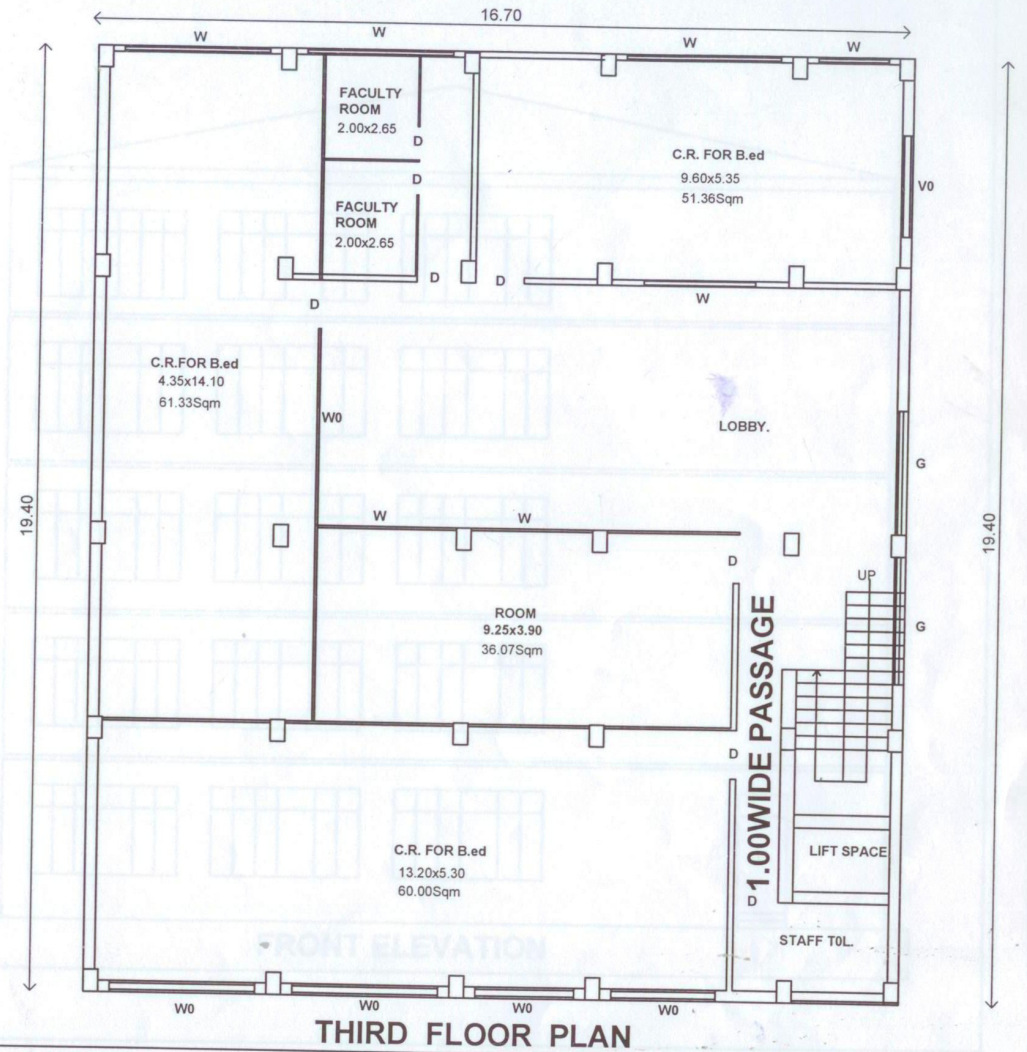 16.70
W
W
W
W
FACULTY
ROOM
2.00x2.65
D
D
FACULTY
ROOM
2.00x2.65
D
C.R. FOR B.ed
9.60x5.35
51.36Sqm
V0
D
W
D
C.R.FOR B.ed
4.35x14.10
61.33Sqm
W0
LOBBY.
G
19.40
19.40
W
W
D
UP
ROOM
9.25x3.90
36.07Sqm
G
1.00WIDE PASSAGE
D
C.R. FOR B.ed
13.20x5.30
60.00Sqm
LIFT SPACE
D
STAFF T0L.
FRONT ELEVATION
W0
W0
W0
W0
THIRD FLOOR PLAN